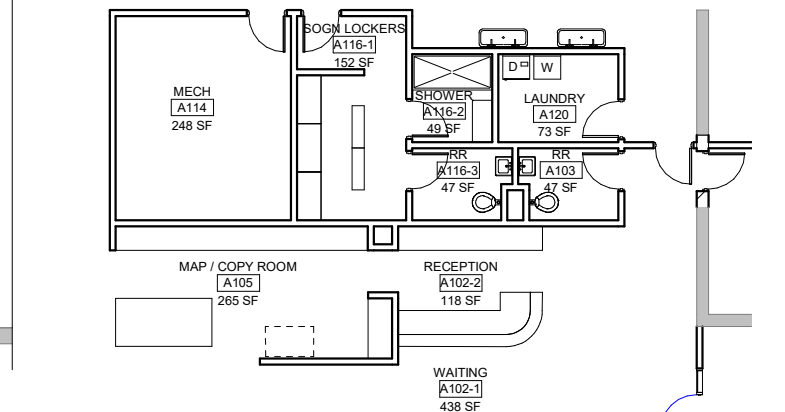 SOGN LOCKERS
A116-1
152 SF
MECH
A114
248 SF
D
W
SHOWER
A116-2
49 SF
LAUNDRY
A120
73 SF
RR
A116-3
47 SF
RR
A103
47 SF
MAP / COPY ROOM
A105
265 SF
RECEPTION
A102-2
118 SF
WAITING
A102-1
438 SF